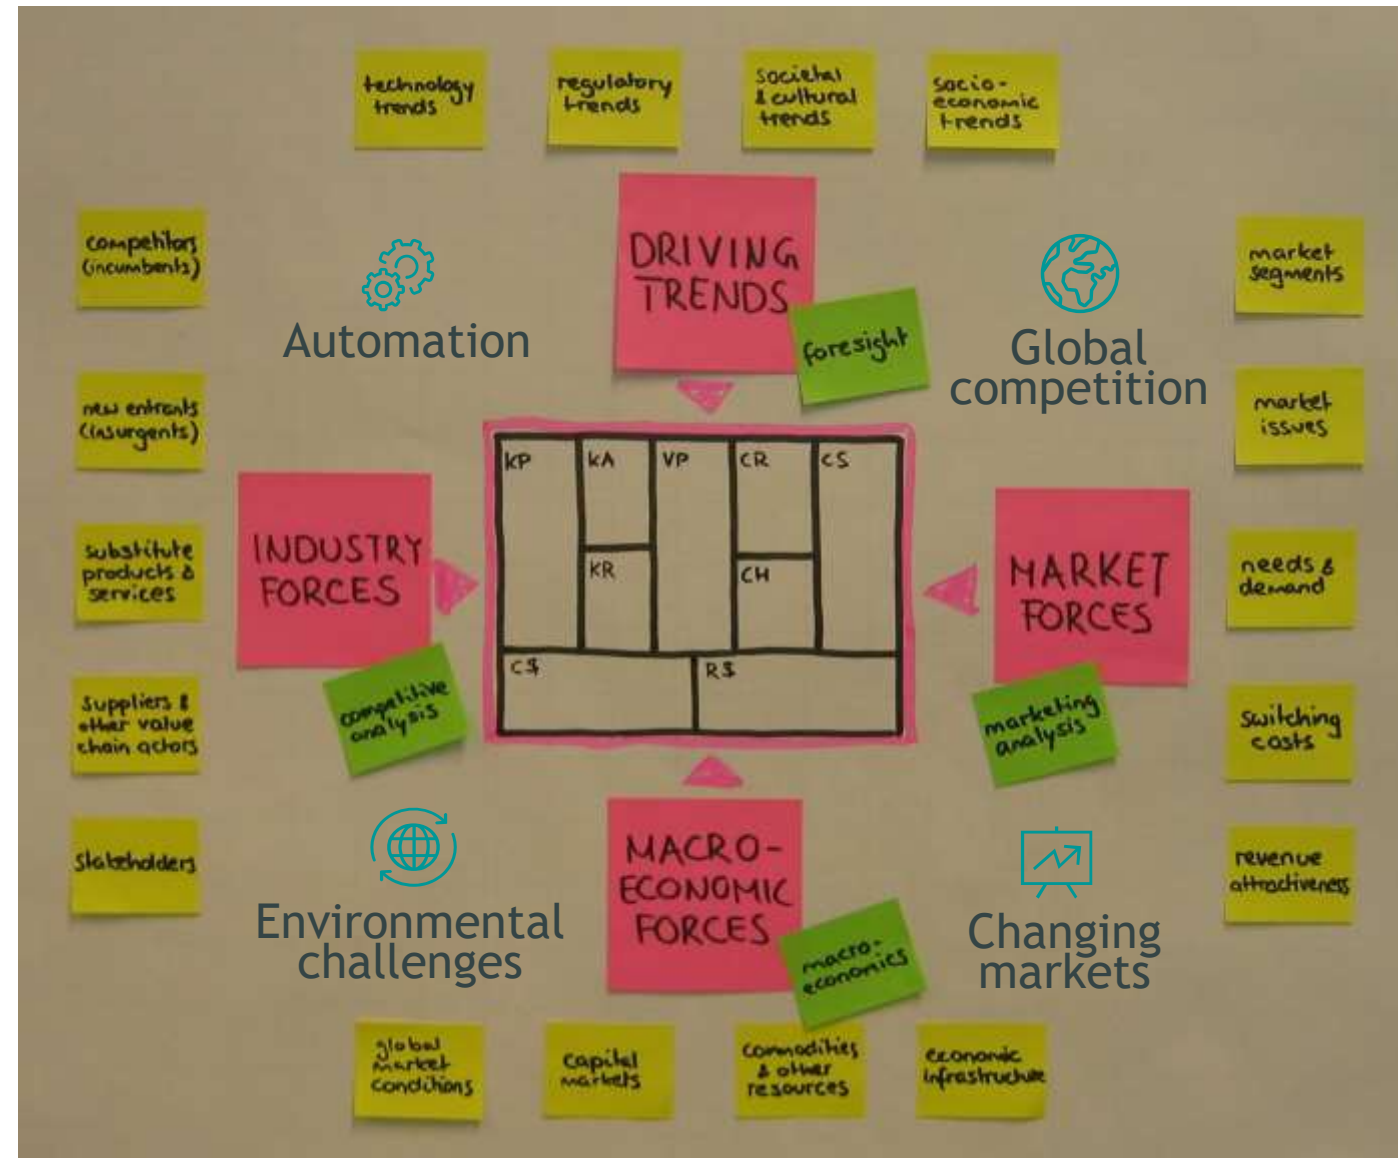 technology
trends
regulatory
trends
societal
& cultural
trends
socio-
economic
trends
DRIVING
TRENDS
foresight
competitors
(incumbents)
new entrants
(insurgents)
substitute
products &
services
suppliers &
other value
chain actors
stakeholders
Automation
Global
competition
market
segments
market
issues
needs &
demand
switching
costs
revenue
attractiveness
INDUSTRY
FORCES
competitive
analysis
KP
KA
VP
CR
CS
KR
CH
C$
R$
MARKET
FORCES
marketing
analysis
Environmental
challenges
MACRO-
ECONOMIC
FORCES
macro-
economics
Changing
markets
global
market
conditions
capital
markets
commodities
& other
resources
economic
infrastructure